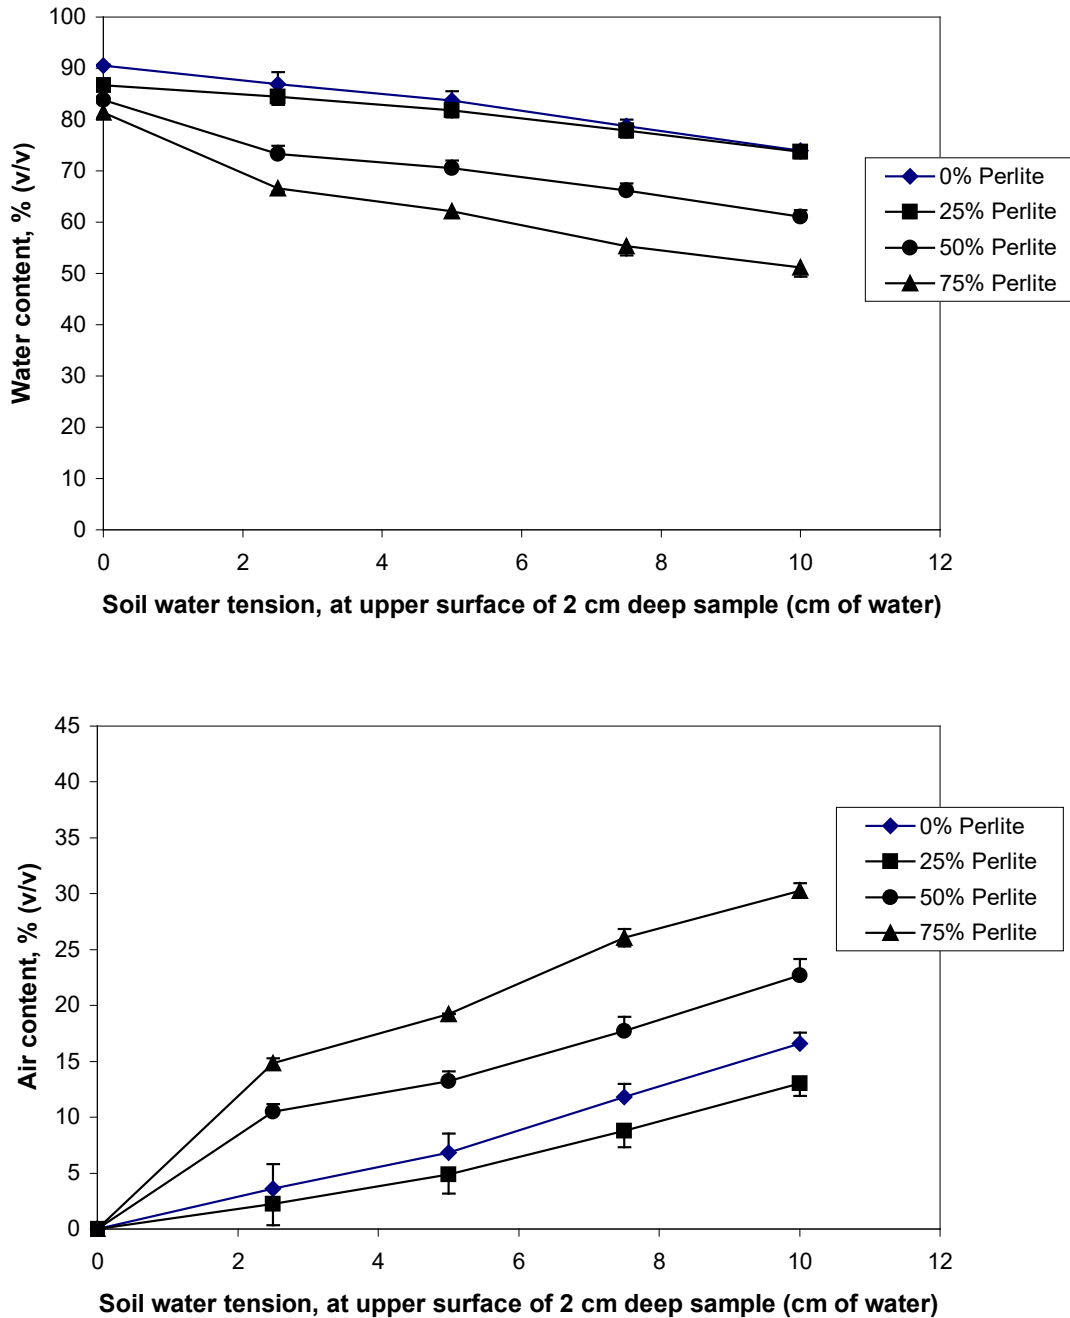 100
90
80
70
60
50
40
30
20
10
0
Water content, % (v/v)
0 2 4 6 8 10 12
Soil water tension, at upper surface of 2 cm deep sample (cm of water)
0% Perlite
25% Perlite
50% Perlite
75% Perlite
45
40
35
30
25
20
15
10
5
0
Air content, % (v/v)
0 2 4 6 8 10 12
Soil water tension, at upper surface of 2 cm deep sample (cm of water)
0% Perlite
25% Perlite
50% Perlite
75% Perlite